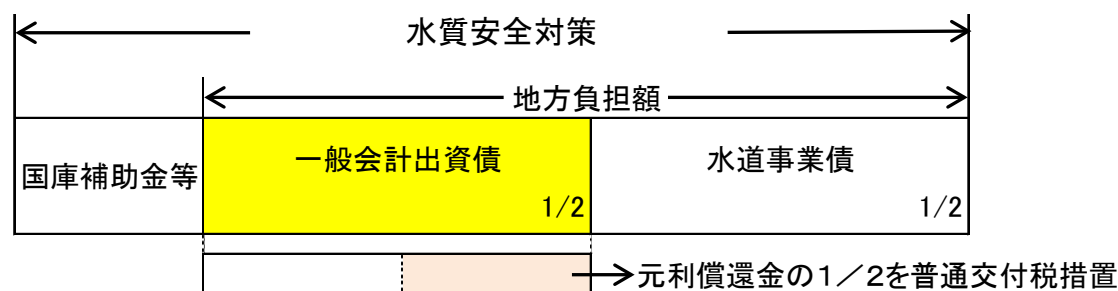 水質安全対策
地方負担額
国庫補助金等
一般会計出資債
1/2
水道事業債
1/2
元利償還金の1/2を普通交付税措置